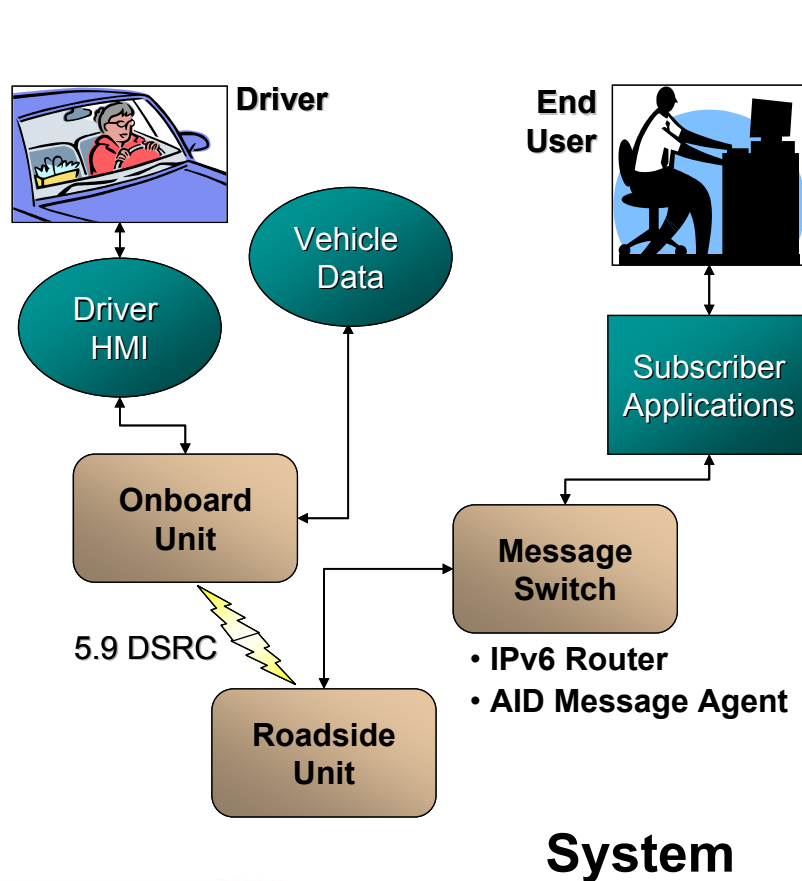 Driver
End
User
Vehicle
Data
Driver
HMI
Subscriber
Applications
Onboard
Unit
Message
Switch
5.9 DSRC
• IPv6 Router
• AID Message Agent
Roadside
Unit
System